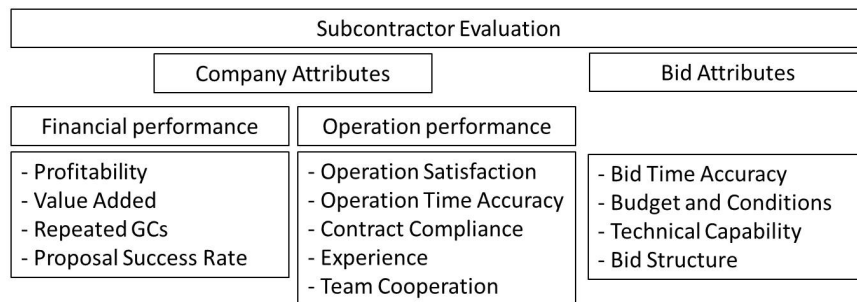 Subcontractor Evaluation
Company Attributes
Bid Attributes
Financial performance
Operation performance
- Profitability
- Value Added
- Repeated GCs
- Proposal Success Rate
- Operation Satisfaction
- Operation Time Accuracy
- Contract Compliance
- Experience
- Team Cooperation
- Bid Time Accuracy
- Budget and Conditions
- Technical Capability
- Bid Structure